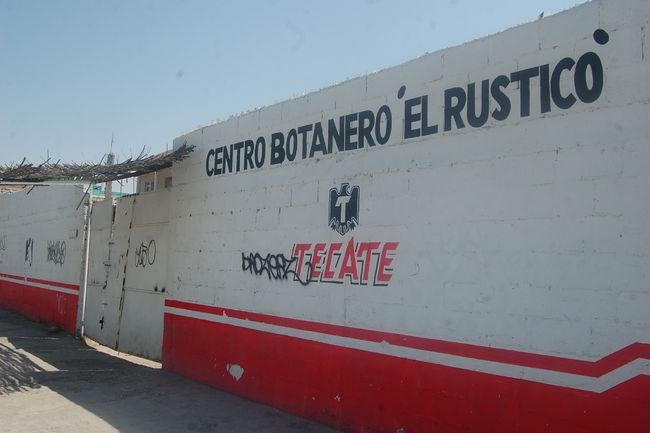 CENTRO BOTANERO 'EL RUSTICO'
T
TECATE